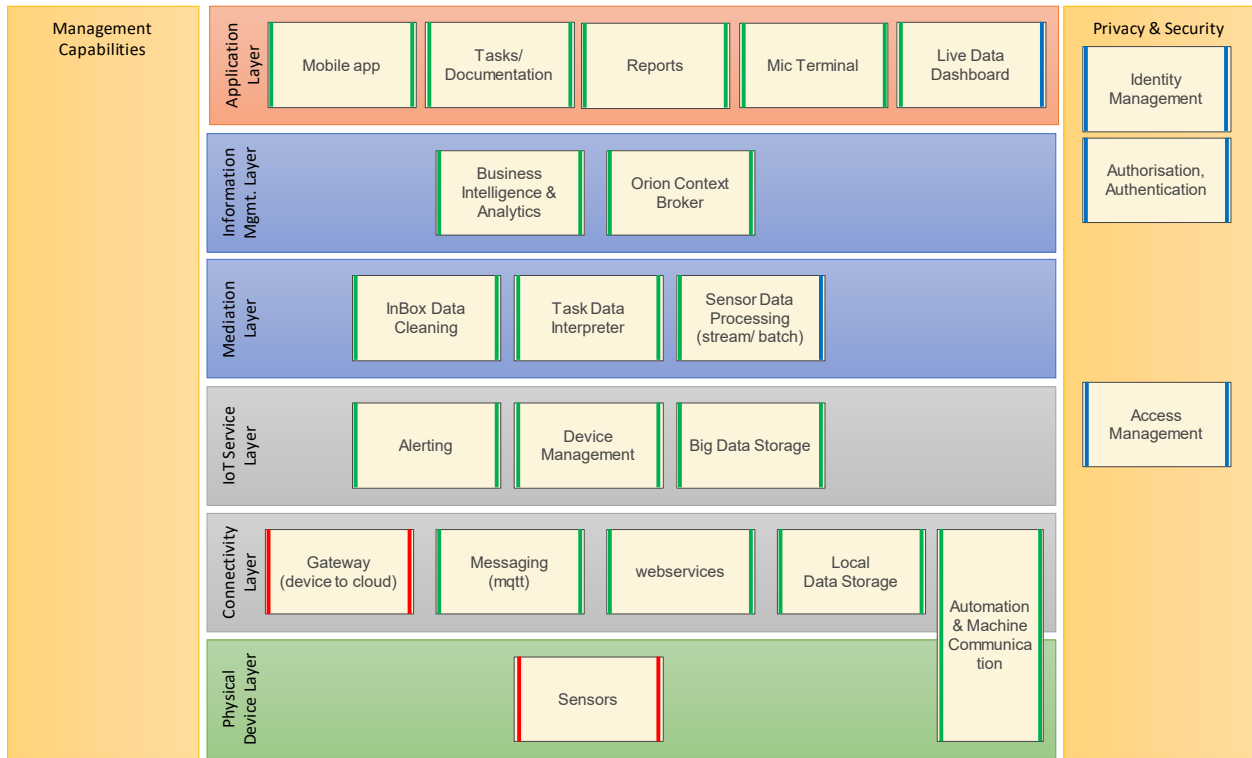 Management
Capabilities
Application
Layer
Mobile app
Tasks/
Documentation
Reports
Mic Terminal
Live Data
Dashboard
Privacy & Security
Identity
Management
Authorisation,
Authentication
Information
Mgmt. Layer
Business
Intelligence &
Analytics
Orion Context
Broker
Mediation
Layer
InBox Data
Cleaning
Task Data
Interpreter
Sensor Data
Processing
(stream/ batch)
IoT Service
Layer
Alerting
Device
Management
Big Data Storage
Access
Management
Connectivity
Layer
Gateway
(device to cloud)
Messaging
(mqtt)
webservices
Local
Data Storage
Automation
& Machine
Communica
tion
Physical
Device Layer
Sensors